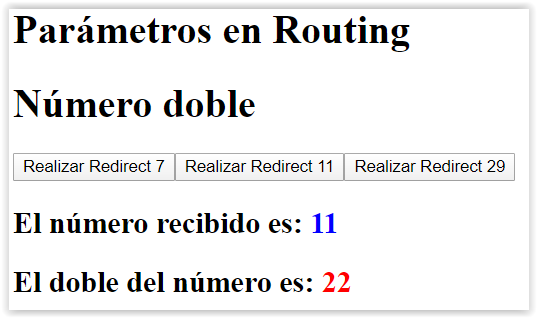 Parámetros en Routing
Número doble
Realizar Redirect 7 Realizar Redirect 11 Realizar Redirect 29
El número recibido es: 11
El doble del número es: 22